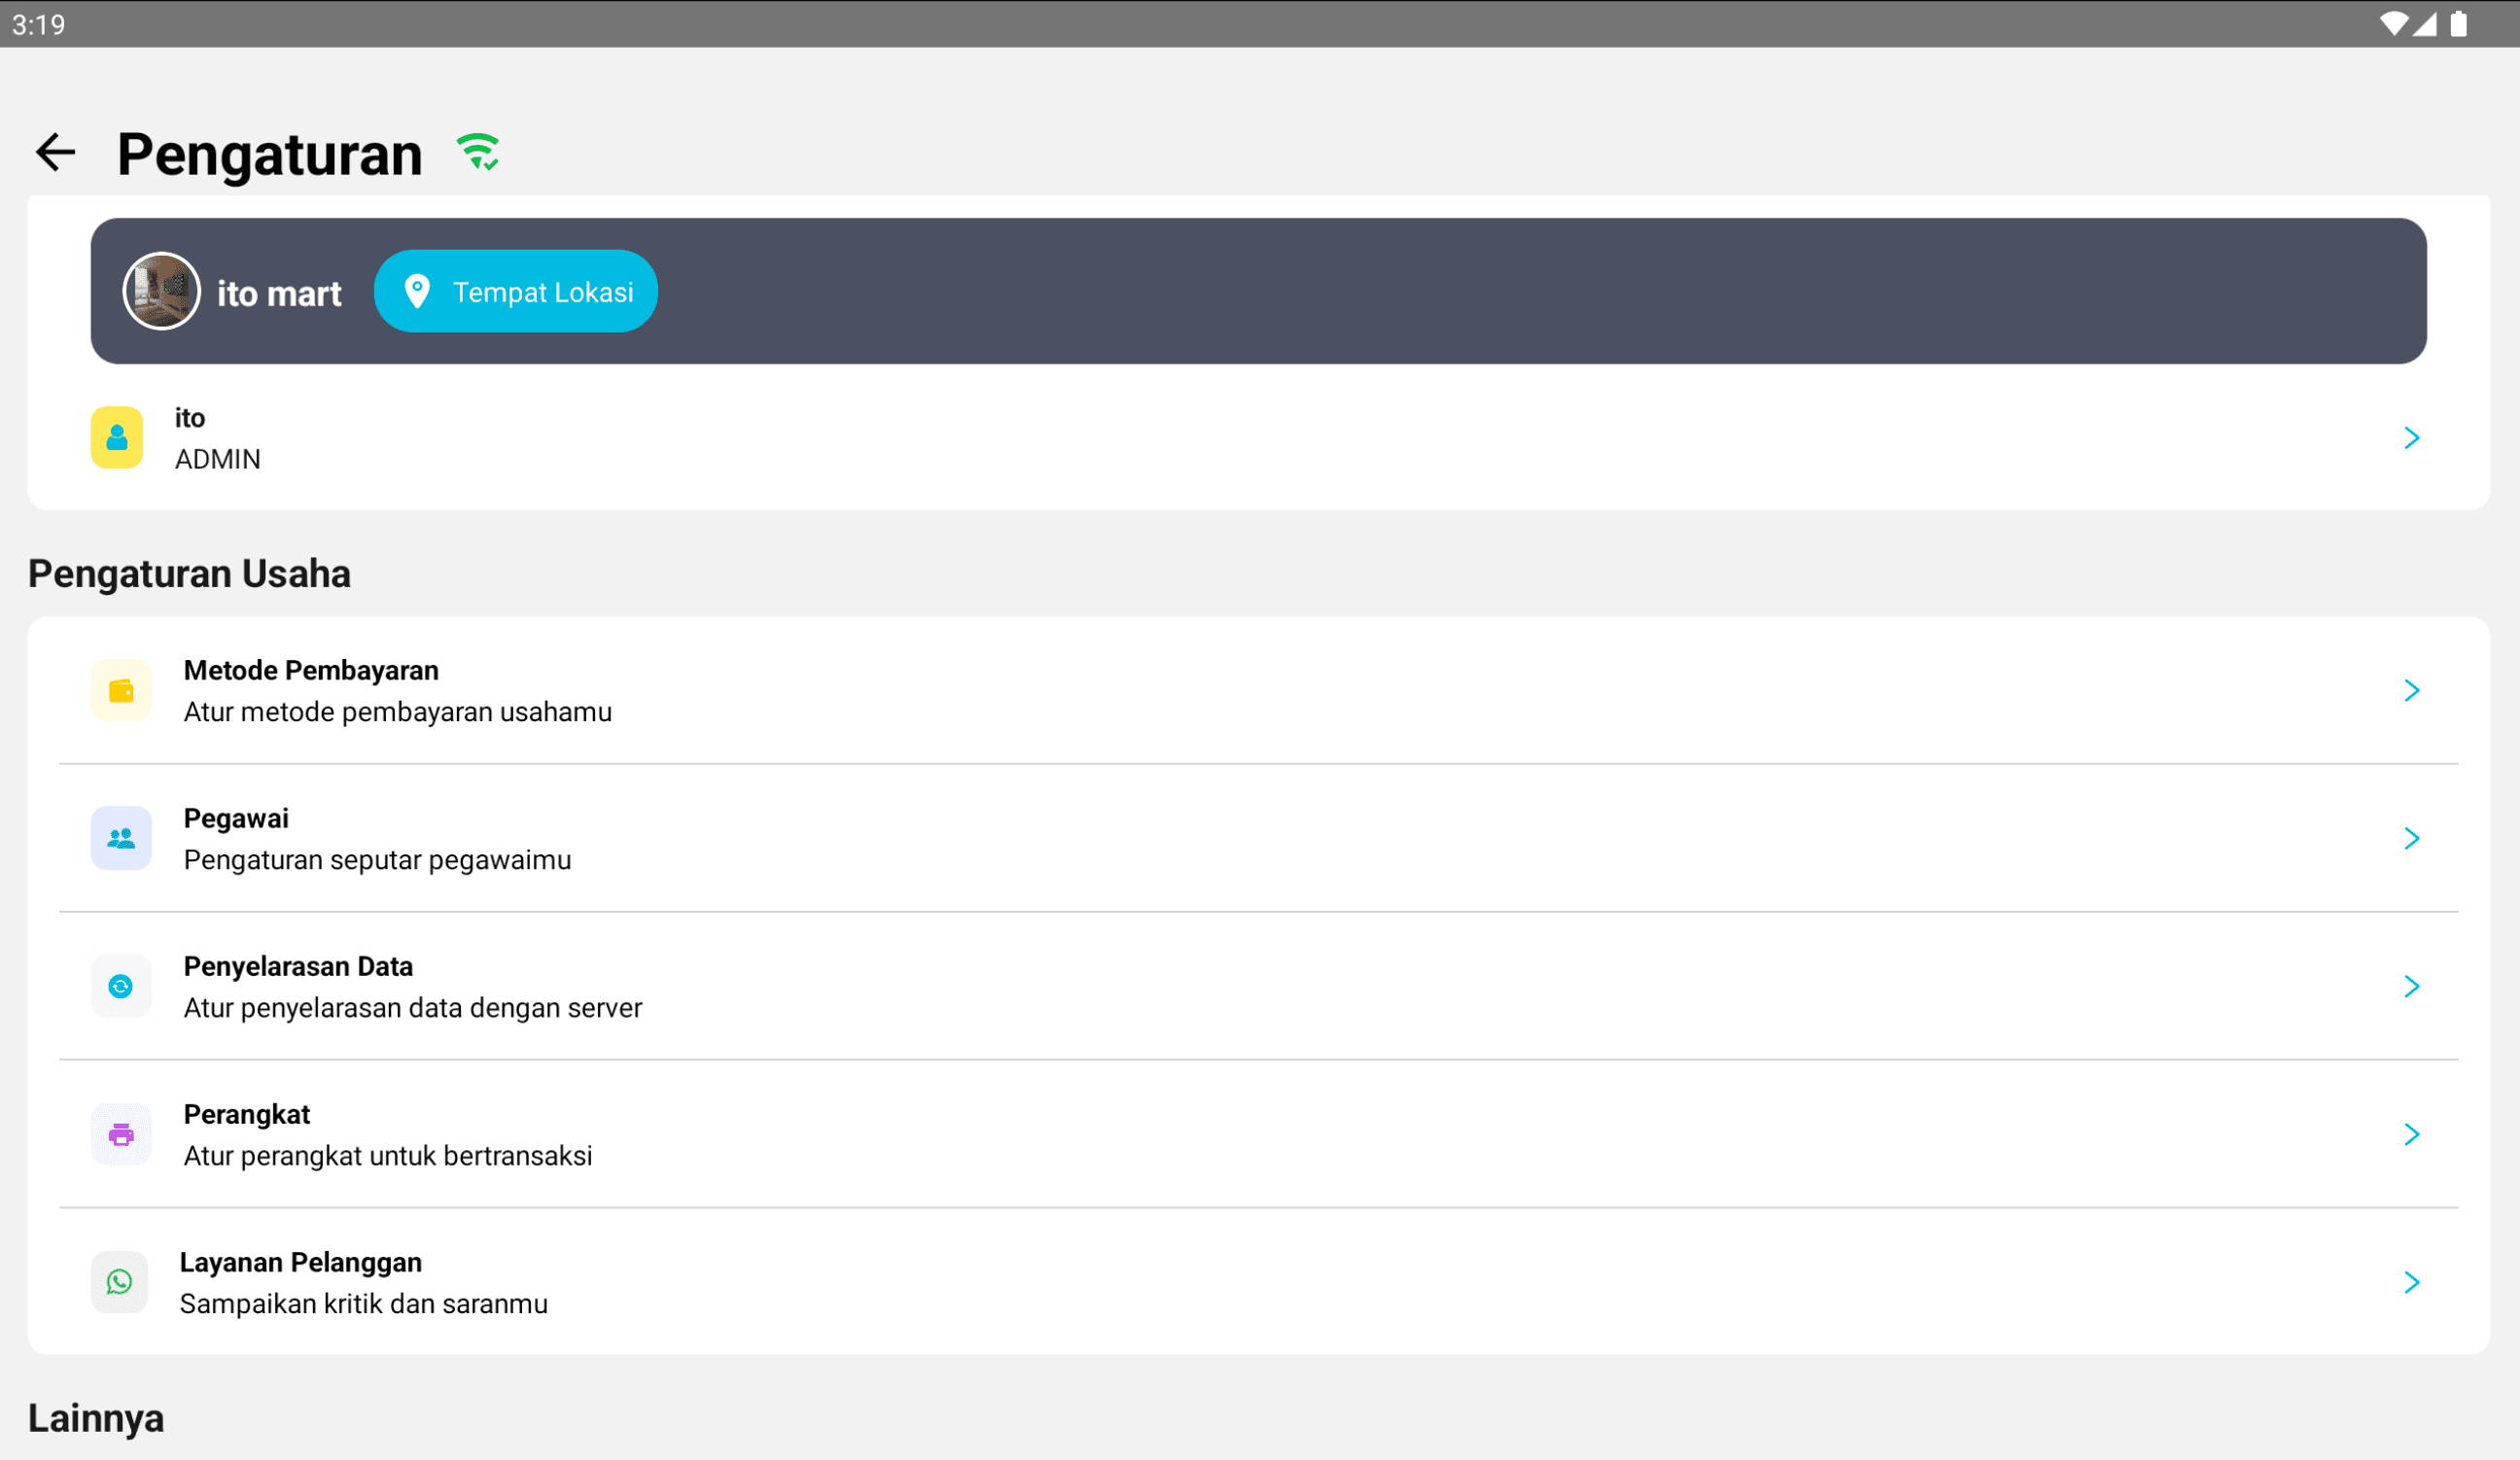 3:19
Pengaturan
ito mart
Tempat Lokasi
ito
ADMIN
Pengaturan Usaha
Metode Pembayaran
Atur metode pembayaran usahamu
Pegawai
Pengaturan seputar pegawaimu
Penyelarasan Data
Atur penyelarasan data dengan server
Perangkat
Atur perangkat untuk bertransaksi
Layanan Pelanggan
Sampaikan kritik dan saranmu
Lainnya